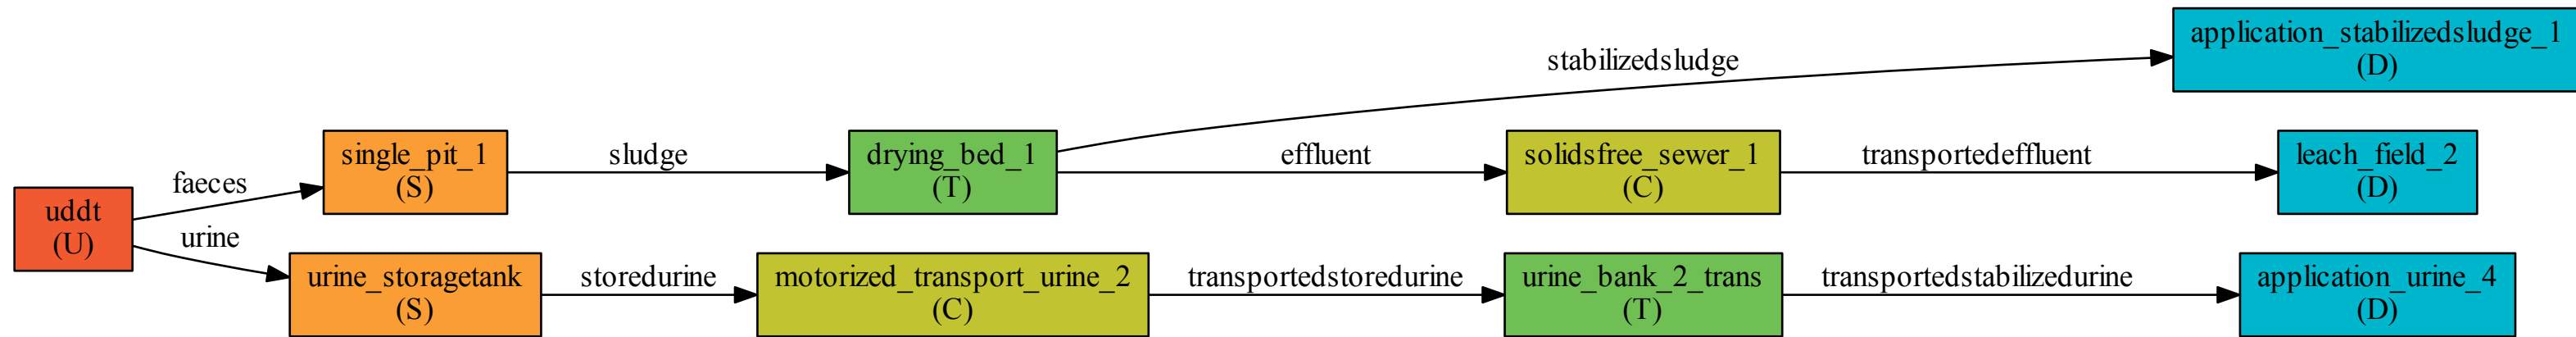 application_stabilizedsludge_1
(D)
stabilizedsludge
single_pit_1
(S)
sludge
drying_bed_1
(T)
effluent
solidsfree_sewer_1
(C)
transportedeffluent
leach_field_2
(D)
faeces
uddt
(U)
urine
urine_storagetank
(S)
storedurine
motorized_transport_urine_2
(C)
transportedstoredurine
urine_bank_2_trans
(T)
transportedstabilizedurine
application_urine_4
(D)